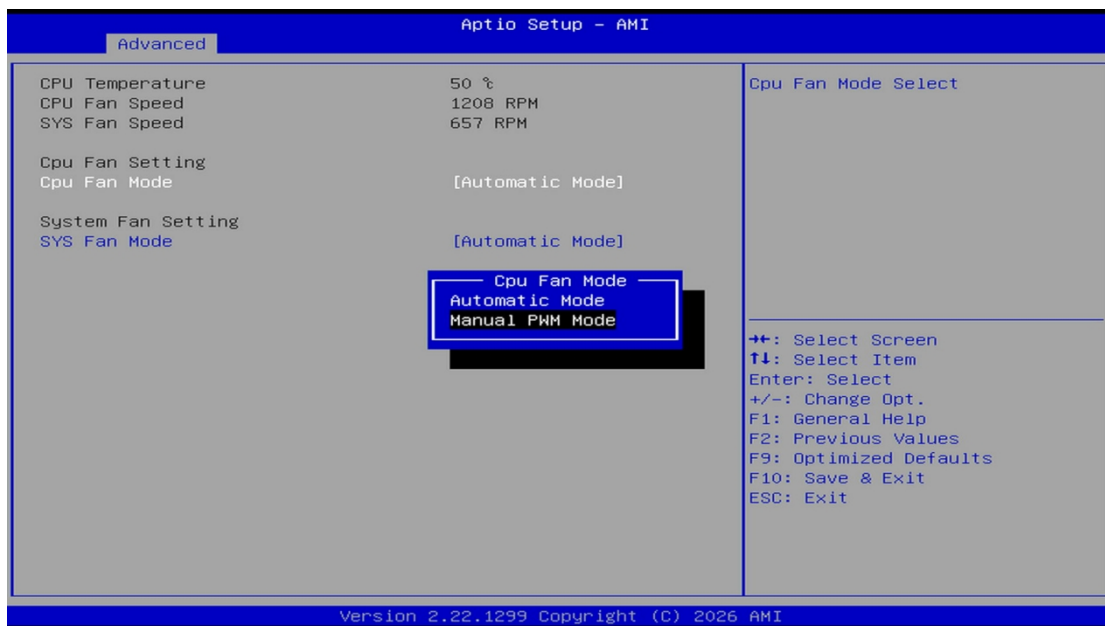 Aptio Setup – AMI
Advanced
CPU Temperature 50 ℃
CPU Fan Speed 1208 RPM
SYS Fan Speed 657 RPM
Cpu Fan Setting
Cpu Fan Mode [Automatic Mode]
System Fan Setting
SYS Fan Mode [Automatic Mode]
Cpu Fan Mode
Automatic Mode
Manual PWM Mode
Cpu Fan Mode Select
→←: Select Screen
↑↓: Select Item
Enter: Select
+/-: Change Opt.
F1: General Help
F2: Previous Values
F9: Optimized Defaults
F10: Save & Exit
ESC: Exit
Version 2.22.1299 Copyright (C) 2026 AMI